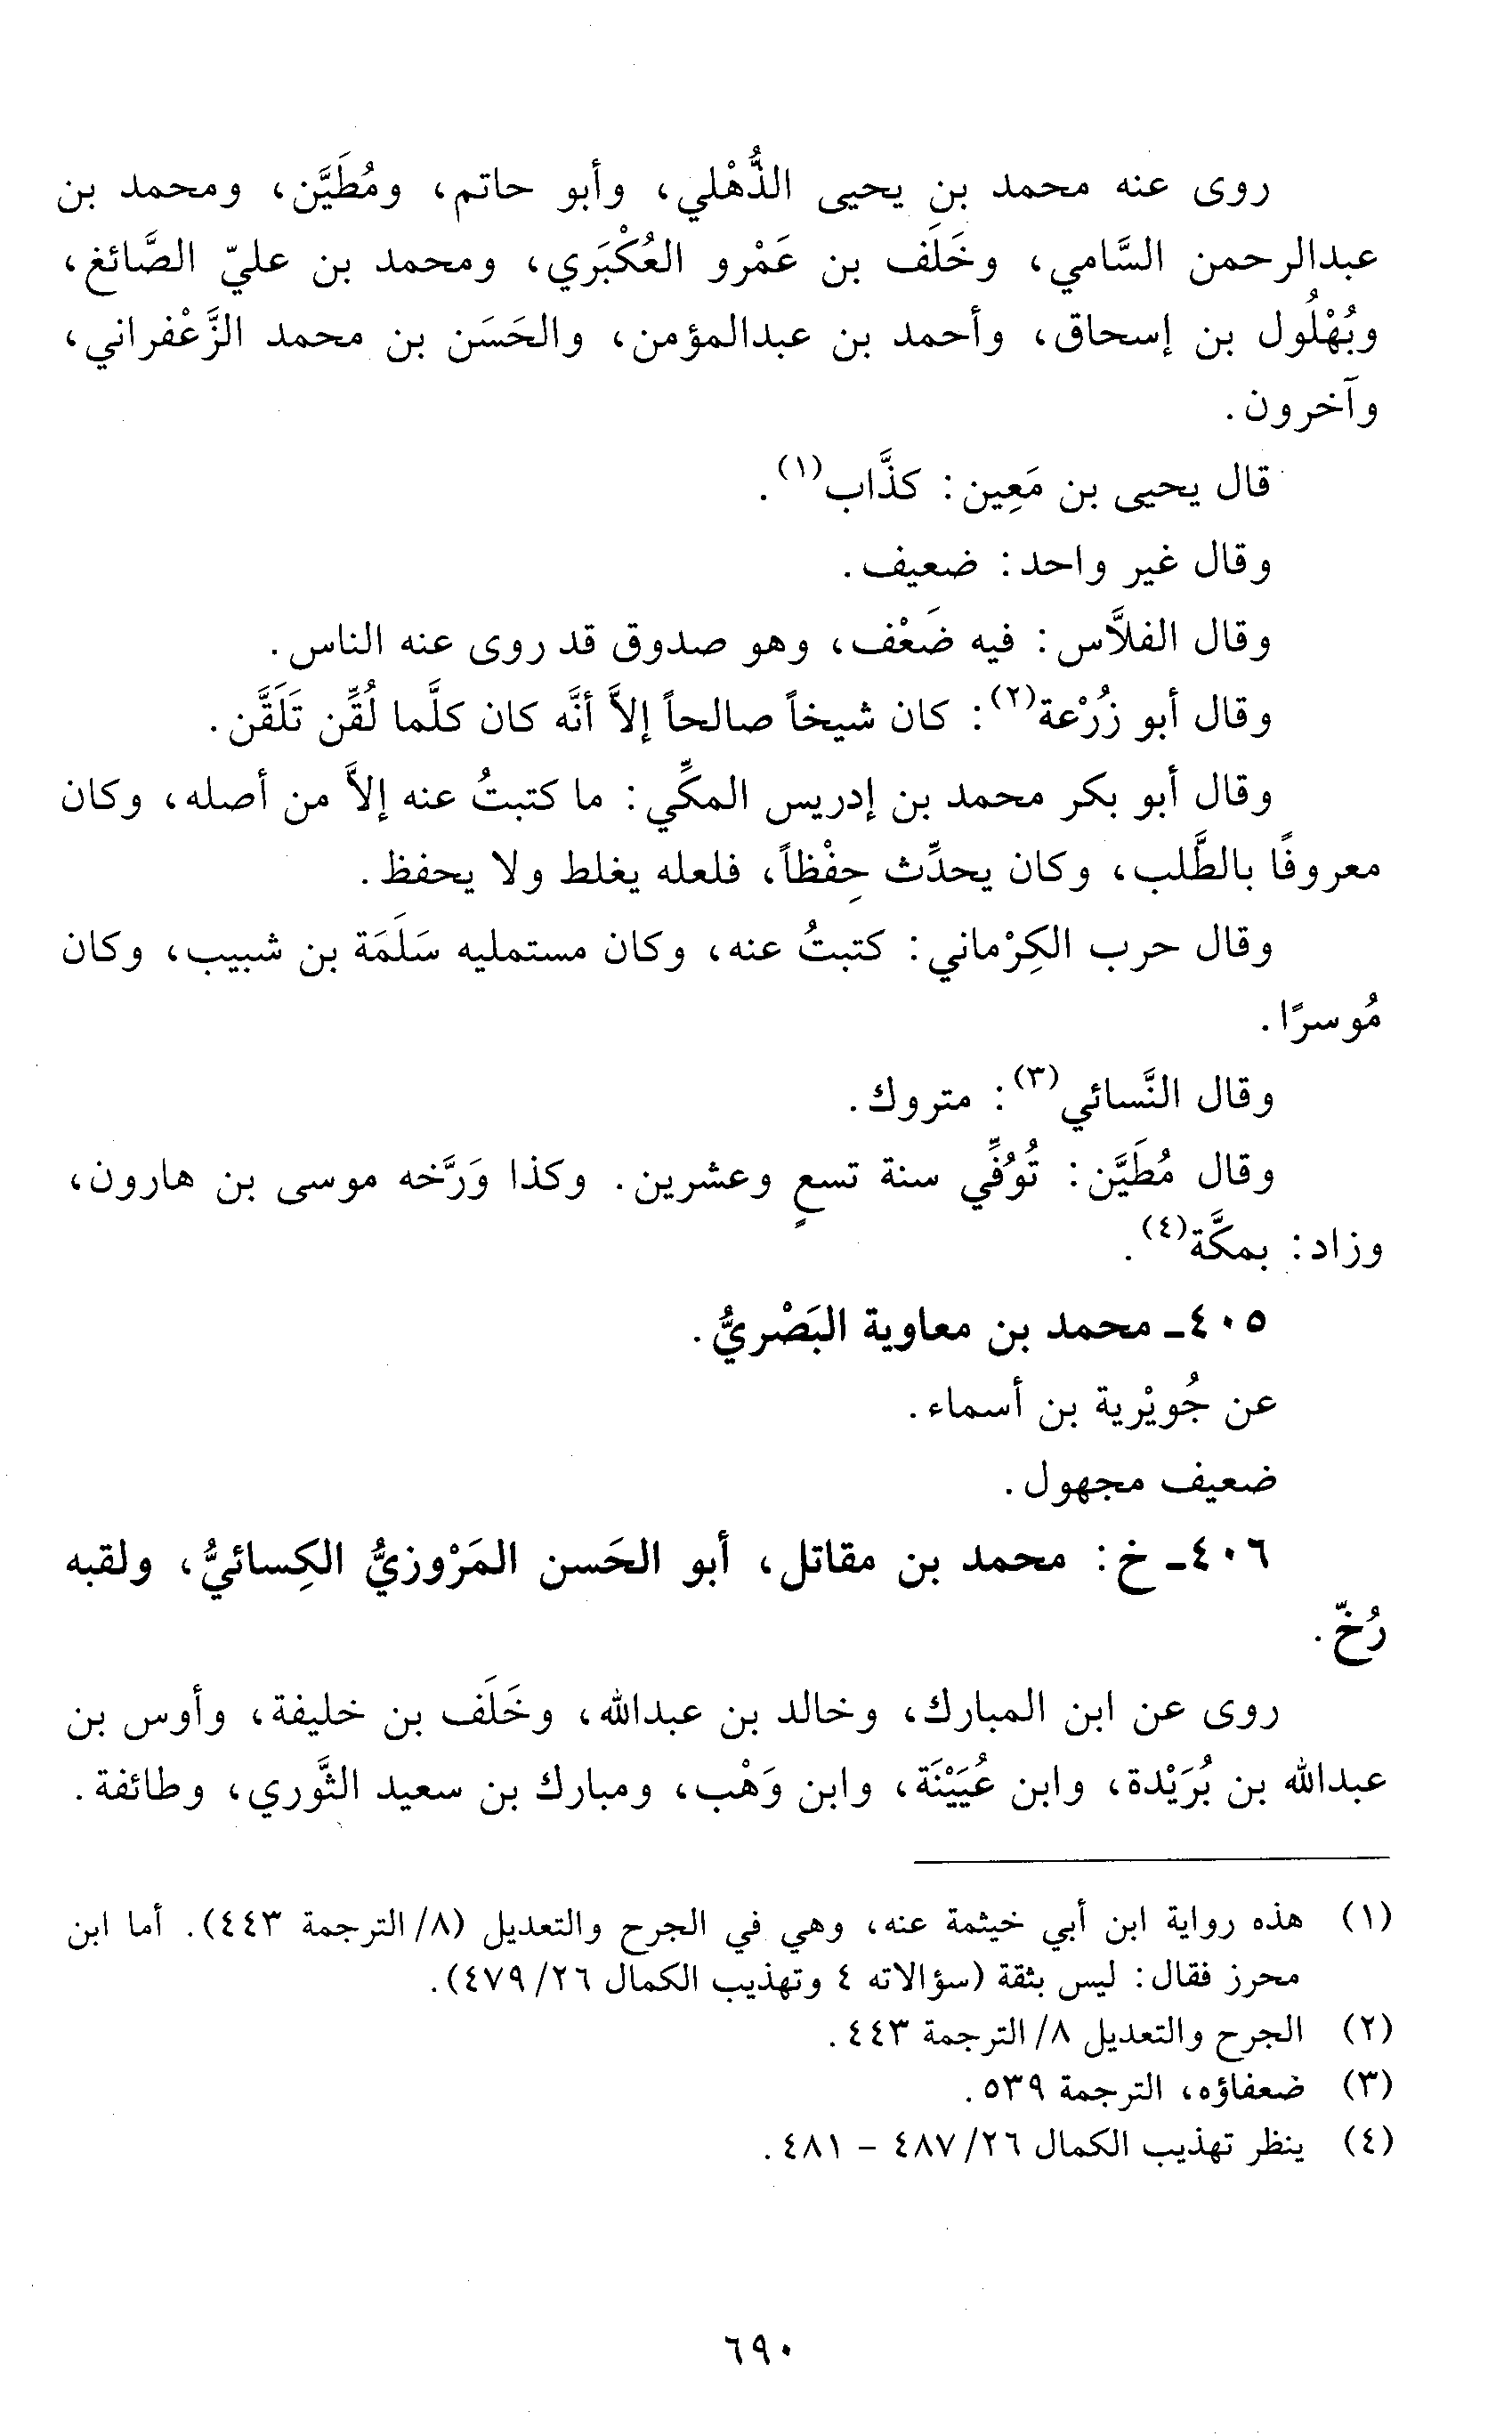 روى عنه محمد بنِ يحيى الذُّهْلي، وأبو حاتم، ومُطَيَّن، ومحمد بن
عبدالرحمن السَّامي، وخَلَف بن عَمْرو العُكْبَري، ومحمد بن عليّ الصَّائغ،
وبُهْلُول بن إسحاق، وأحمد بن عبدالمؤمن، والحَسَن بن محمد الزَّعْفراني،
وآخرون.
قال يحيى بن مَعِين: كذَّاب(١).
وقال غير واحد: ضعيف.
وقال الفلَّاس: فيه ضَعْف، وهو صدوق قد روى عنه الناس.
وقال أبو زُرْعة(٢): كان شيخاً صالحاً إلاَّ أنَّه كان كلَّما لُقِّن تَلَقَّن.
وقال أبو بكر محمد بن إدريس المكِّي: ما كتبتُ عنه إلاَّ من أصله، وكان
معروفًا بالطَّلب، وكان يحدِّث حِفْظاً، فلعله يغلط ولا يحفظ.
وقال حرب الكِرْماني: كتبتُ عنه، وكان مستمليه سَلَمَة بن شبيب، وكان
مُوسرًا.
وقال النَّسائي(٣): متروك.
وقال مُطَيَّن: تُوُفِّي سنة تسعٍ وعشرين. وكذا وَرَّخه موسى بن هارون،
وزاد: بمكَّة(٤).
٤٠٥ـ محمد بن معاوية البَصْريُّ.
عن جُويْرية بن أسماء.
ضعيف مجهول.
٤٠٦ـ خ: محمد بن مقاتل، أبو الحَسن المَرْوزيُّ الكِسائيُّ، ولقبه
رُخّ.
روى عن ابن المبارك، وخالد بن عبدالله، وخَلَف بن خليفة، وأوس بن
عبدالله بن بُرَيْدة، وابن عُيَيْنَة، وابن وَهْب، ومبارك بن سعيد الثَّوري، وطائفة.
(١) هذه رواية ابن أبي خيثمة عنه، وهي في الجرح والتعديل (٨/ الترجمة ٤٤٣). أما ابن
محرز فقال: ليس بثقة (سؤالاته ٤ وتهذيب الكمال ٢٦/ ٤٧٩).
(٢) الجرح والتعديل ٨/ الترجمة ٤٤٣.
(٣) ضعفاؤه، الترجمة ٥٣٩.
(٤) ينظر تهذيب الكمال ٢٦/ ٤٨٧ - ٤٨١.
٦٩٠